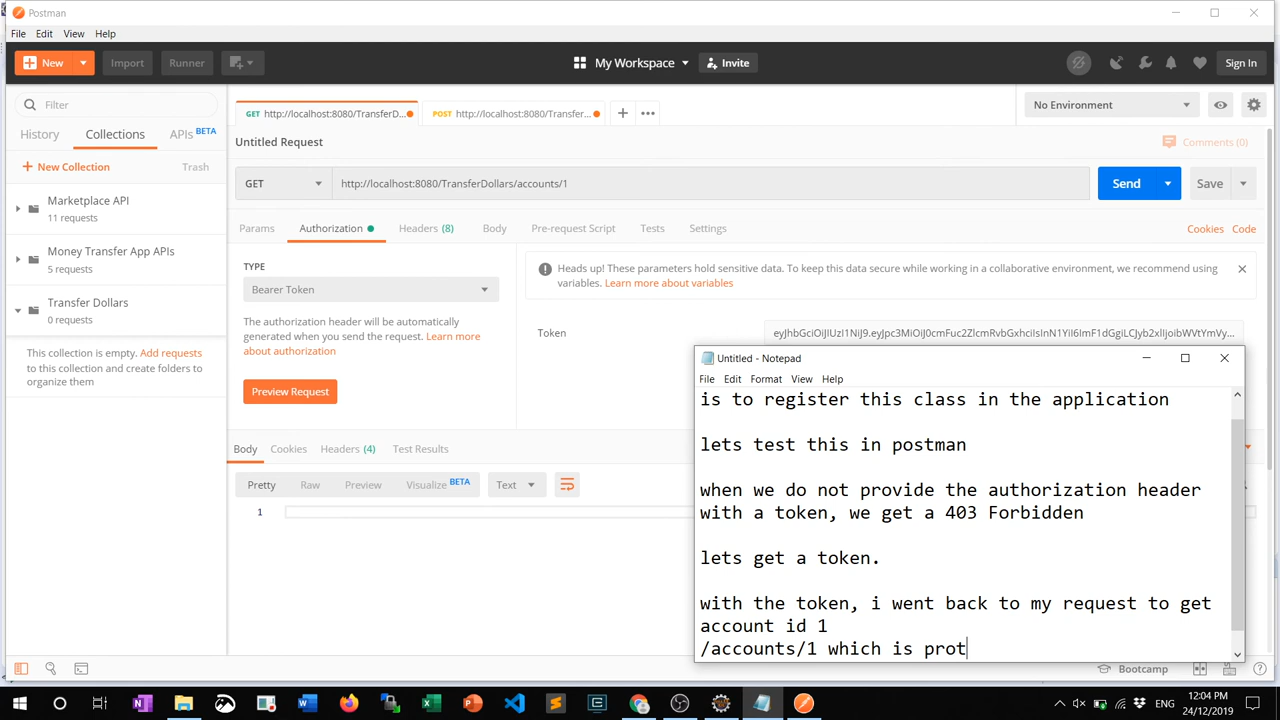 Postman
File Edit View Help
New Import Runner My Workspace Invite Sign In
Filter
History Collections APIs BETA
New Collection Trash
Marketplace API
11 requests
Money Transfer App APIs
5 requests
Transfer Dollars
0 requests
This collection is empty. Add requests
to this collection and create folders to
organize them
GET http://localhost:8080/TransferD... POST http://localhost:8080/Transfer...
No Environment
Untitled Request
Comments (0)
GET http://localhost:8080/TransferDollars/accounts/1 Send Save
Params Authorization Headers (8) Body Pre-request Script Tests Settings Cookies Code
TYPE
Bearer Token
The authorization header will be automatically
generated when you send the request. Learn more
about authorization
Preview Request
Heads up! These parameters hold sensitive data. To keep this data secure while working in a collaborative environment, we recommend using
variables. Learn more about variables
Token
Body Cookies Headers (4) Test Results
Pretty Raw Preview Visualize BETA Text
1
Untitled - Notepad
File Edit Format View Help
is to register this class in the application
lets test this in postman
when we do not provide the authorization header
with a token, we get a 403 Forbidden
lets get a token.
with the token, i went back to my request to get
account id 1
/accounts/1 which is prot
Bootcamp
ENG
12:04 PM
24/12/2019